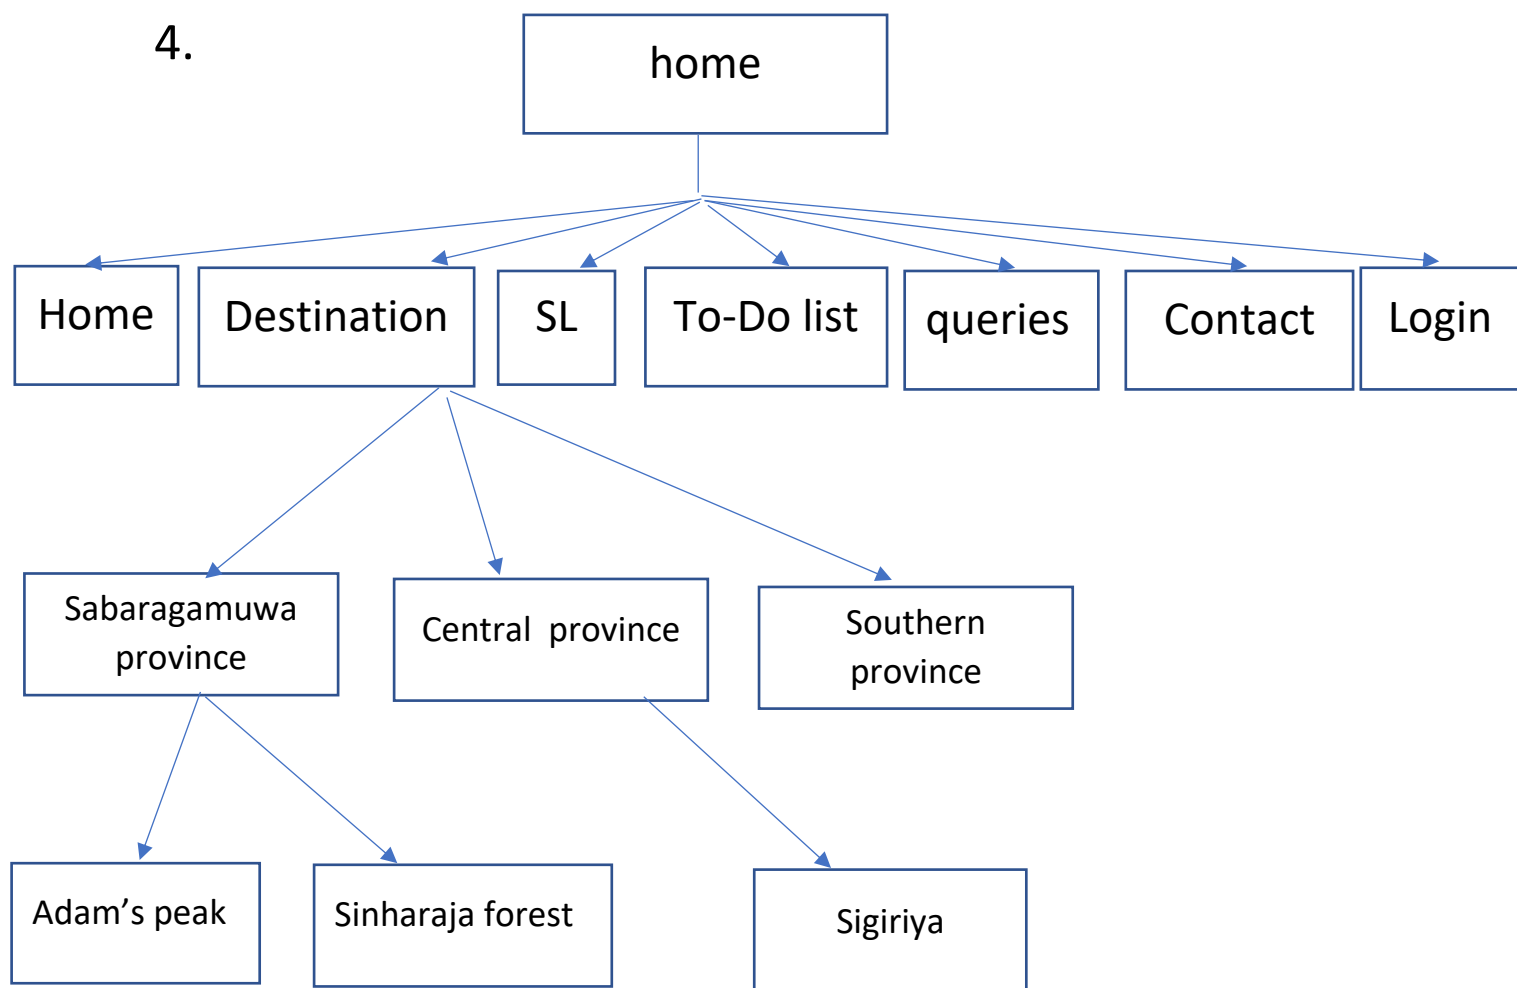 4.
home
Home
Destination
SL
To-Do list
queries
Contact
Login
Sabaragamuwa
province
Central  province
Southern
province
Adam’s peak
Sinharaja forest
Sigiriya